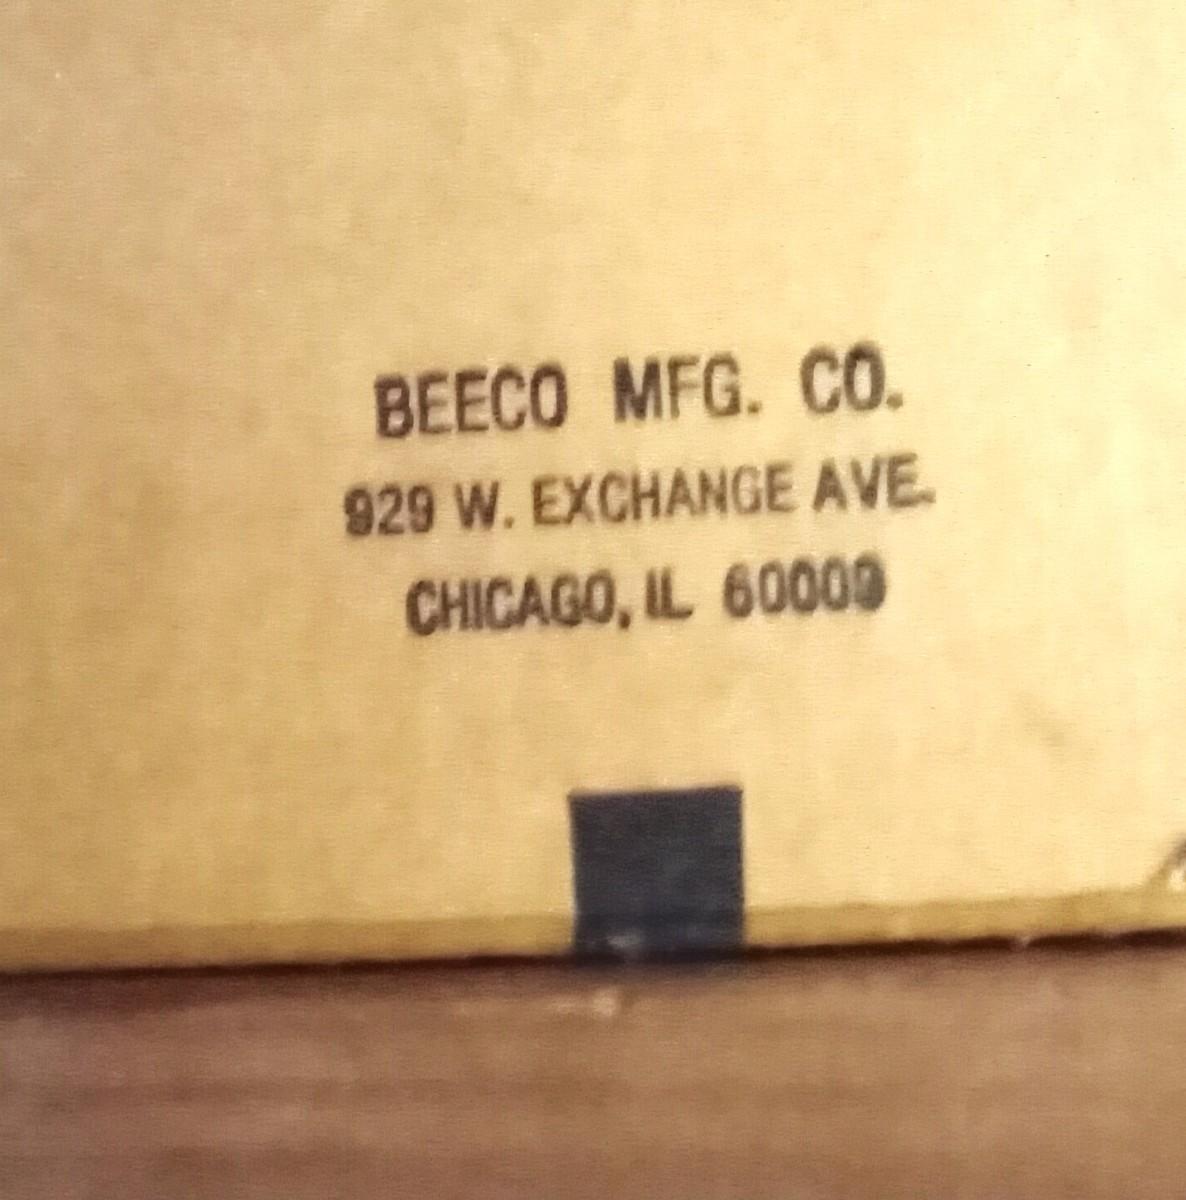 BEECO MFG. CO.
929 W. EXCHANGE AVE.
CHICAGO, IL 60009